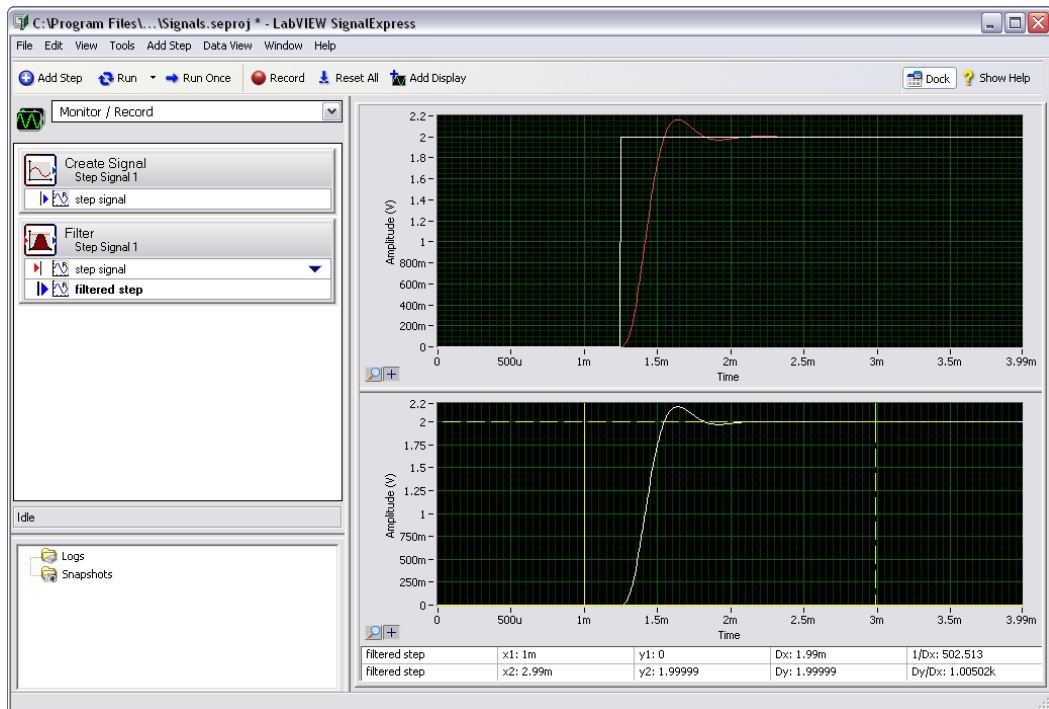 C:\Program Files\...\Signals.seproj * - LabVIEW SignalExpress
File Edit View Tools Add Step Data View Window Help
Add Step Run Run Once Record Reset All Add Display Dock Show Help
Monitor / Record
Create Signal
Step Signal 1
step signal
Filter
Step Signal 1
step signal
filtered step
Idle
Logs
Snapshots
Amplitude (V)
2.2
2
1.8
1.6
1.4
1.2
1
800m
600m
400m
200m
0
0 500u 1m 1.5m 2m 2.5m 3m 3.5m 3.99m
Time
Amplitude (V)
2.2
2
1.75
1.5
1.25
1
750m
500m
250m
0
0 500u 1m 1.5m 2m 2.5m 3m 3.5m 3.99m
Time
filtered step x1: 1m y1: 0 Dx: 1.99m 1/Dx: 502.513
filtered step x2: 2.99m y2: 1.99999 Dy: 1.99999 Dy/Dx: 1.00502k